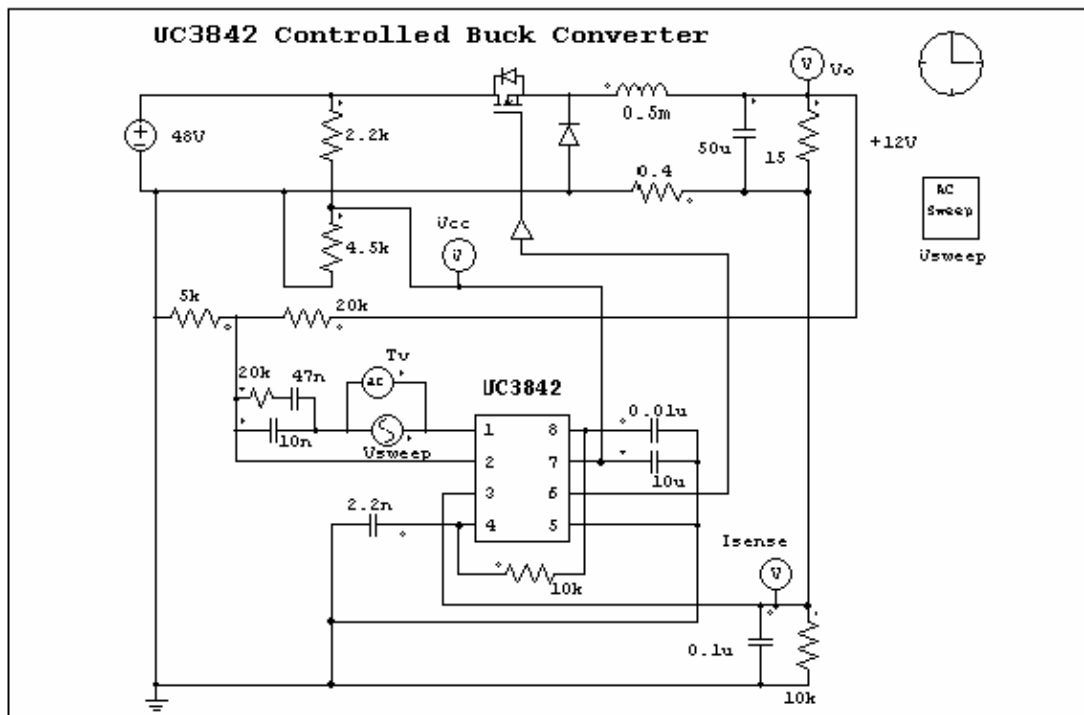 UC3842 Controlled Buck Converter
V
Vo
0.5m
48V
2.2k
50u
15
+12V
0.4
AC
Sweep
Vcc
V
4.5k
Vsweep
5k
20k
Tv
20k
47n
ac
UC3842
0.01u
1
8
10n
Vsweep
2
7
10u
3
6
2.2n
4
5
Isense
10k
V
0.1u
10k